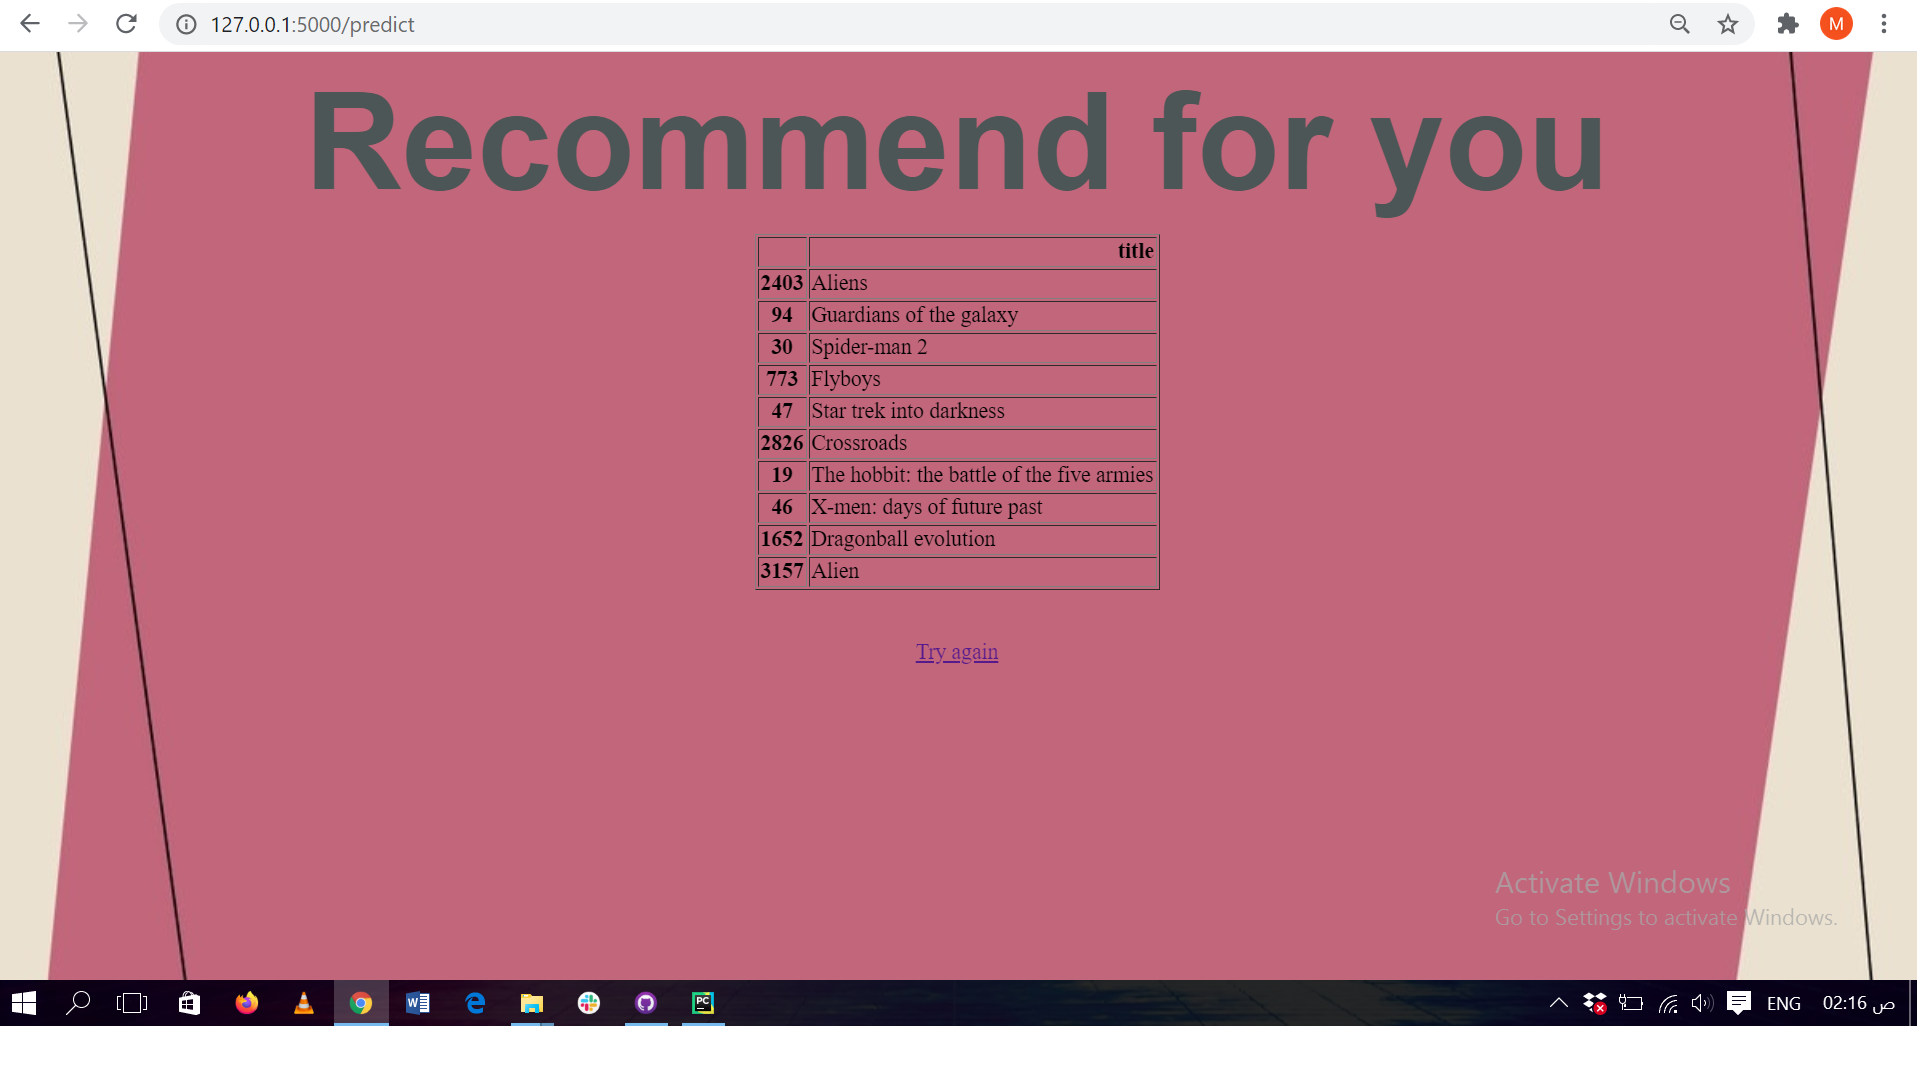 127.0.0.1:5000/predict
M
Recommend for you
title
2403 Aliens
94 Guardians of the galaxy
30 Spider-man 2
773 Flyboys
47 Star trek into darkness
2826 Crossroads
19 The hobbit: the battle of the five armies
46 X-men: days of future past
1652 Dragonball evolution
3157 Alien
Try again
Activate Windows
Go to Settings to activate Windows.
W
PC
ENG
02:16 ص